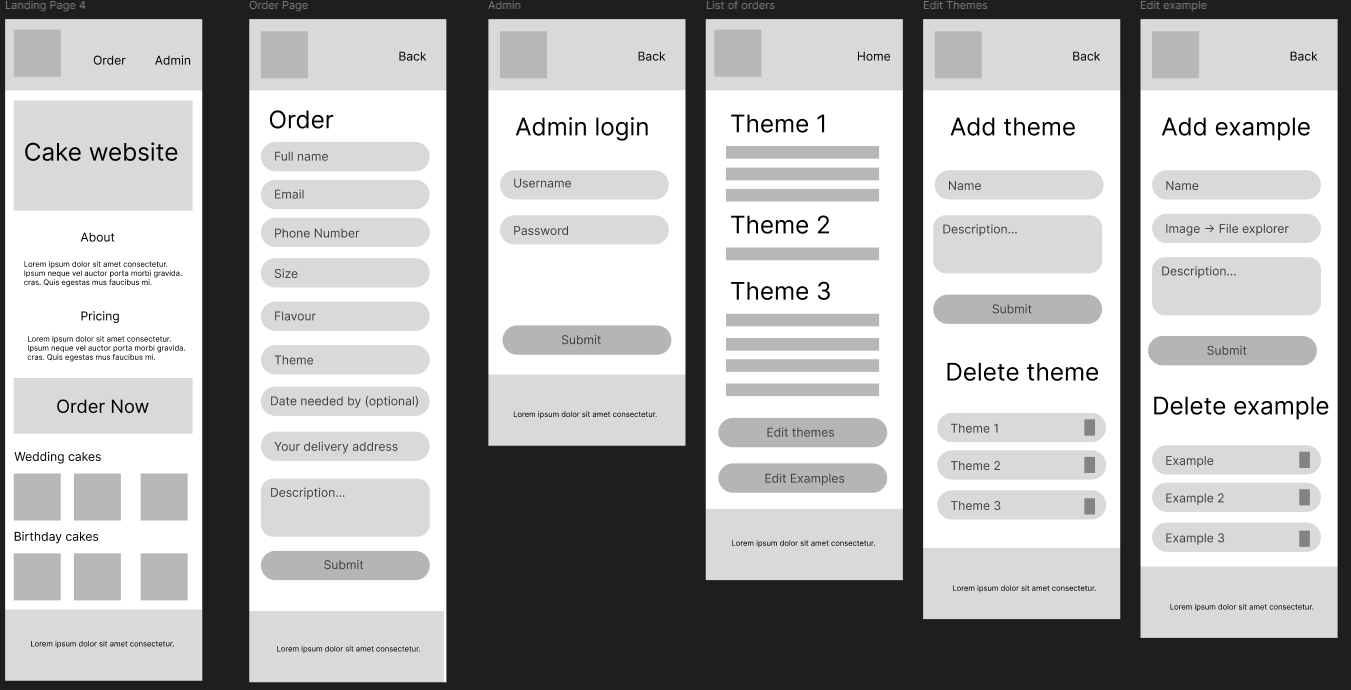 Landing Page 4
Order
Admin
Cake website
About
Lorem ipsum dolor sit amet consectetur.
Ipsum neque vel auctor porta morbi gravida.
cras. Quis egestas mus faucibus mi.
Pricing
Lorem ipsum dolor sit amet consectetur.
Ipsum neque vel auctor porta morbi gravida.
cras. Quis egestas mus faucibus mi.
Order Now
Wedding cakes
Birthday cakes
Lorem ipsum dolor sit amet consectetur.
Order Page
Back
Order
Full name
Email
Phone Number
Size
Flavour
Theme
Date needed by (optional)
Your delivery address
Description...
Submit
Lorem ipsum dolor sit amet consectetur.
Admin
Back
Admin login
Username
Password
Submit
Lorem ipsum dolor sit amet consectetur.
List of orders
Home
Theme 1
Theme 2
Theme 3
Edit themes
Edit Examples
Lorem ipsum dolor sit amet consectetur.
Edit Themes
Back
Add theme
Name
Description...
Submit
Delete theme
Theme 1
Theme 2
Theme 3
Lorem ipsum dolor sit amet consectetur.
Edit example
Back
Add example
Name
Image → File explorer
Description...
Submit
Delete example
Example
Example 2
Example 3
Lorem ipsum dolor sit amet consectetur.